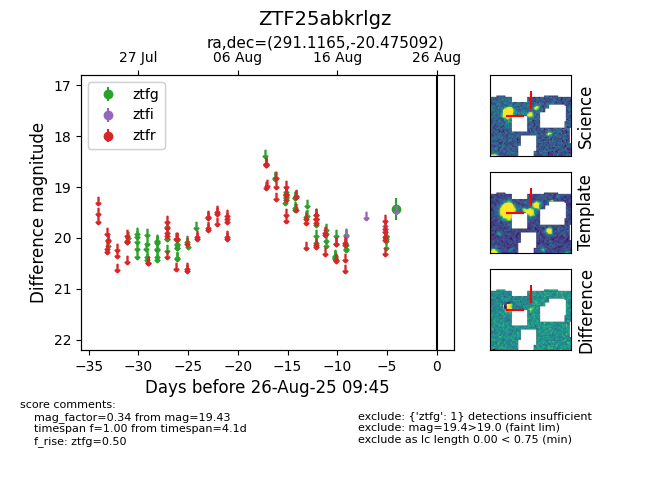 ZTF25abkrlgz
ra,dec=(291.1165,-20.475092)
27 Jul 06 Aug 16 Aug 26 Aug
ztfg
ztfi
ztfr
17
18
19
20
21
22
Difference magnitude
−35 −30 −25 −20 −15 −10 −5 0
Days before 26-Aug-25 09:45
Science
Template
Difference
score comments:
mag_factor=0.34 from mag=19.43
timespan f=1.00 from timespan=4.1d
f_rise: ztfg=0.50
exclude: {'ztfg': 1} detections insufficient
exclude: mag=19.4>19.0 (faint lim)
exclude as lc length 0.00 < 0.75 (min)